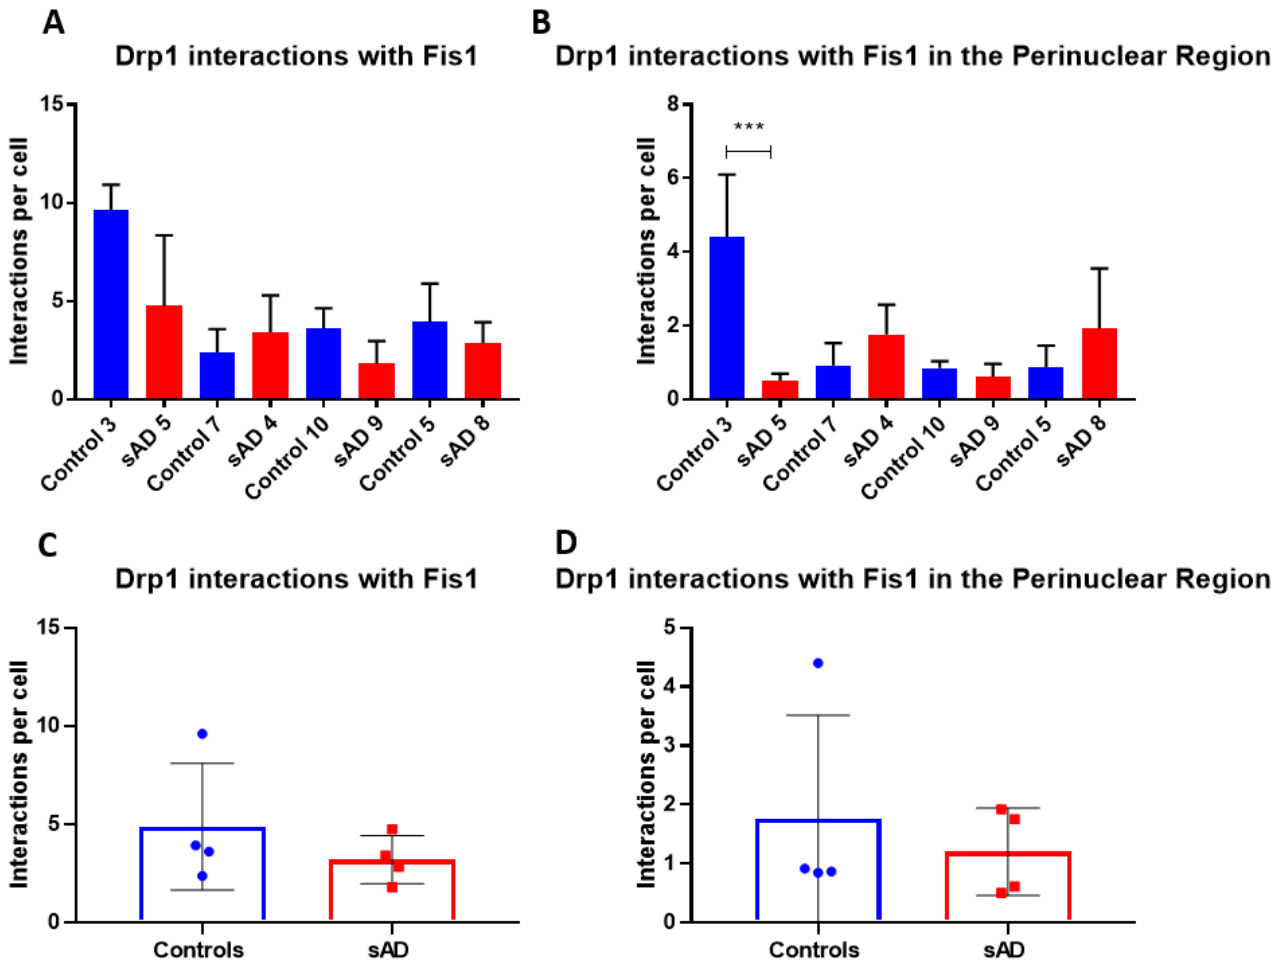 A
Drp1 interactions with Fis1
Interactions per cell
15
10
5
0
Control 3
sAD 5
Control 7
sAD 4
Control 10
sAD 9
Control 5
sAD 8
B
Drp1 interactions with Fis1 in the Perinuclear Region
Interactions per cell
8
6
4
2
0
***
Control 3
sAD 5
Control 7
sAD 4
Control 10
sAD 9
Control 5
sAD 8
C
Drp1 interactions with Fis1
Interactions per cell
15
10
5
0
Controls
sAD
D
Drp1 interactions with Fis1 in the Perinuclear Region
Interactions per cell
5
4
3
2
1
0
Controls
sAD